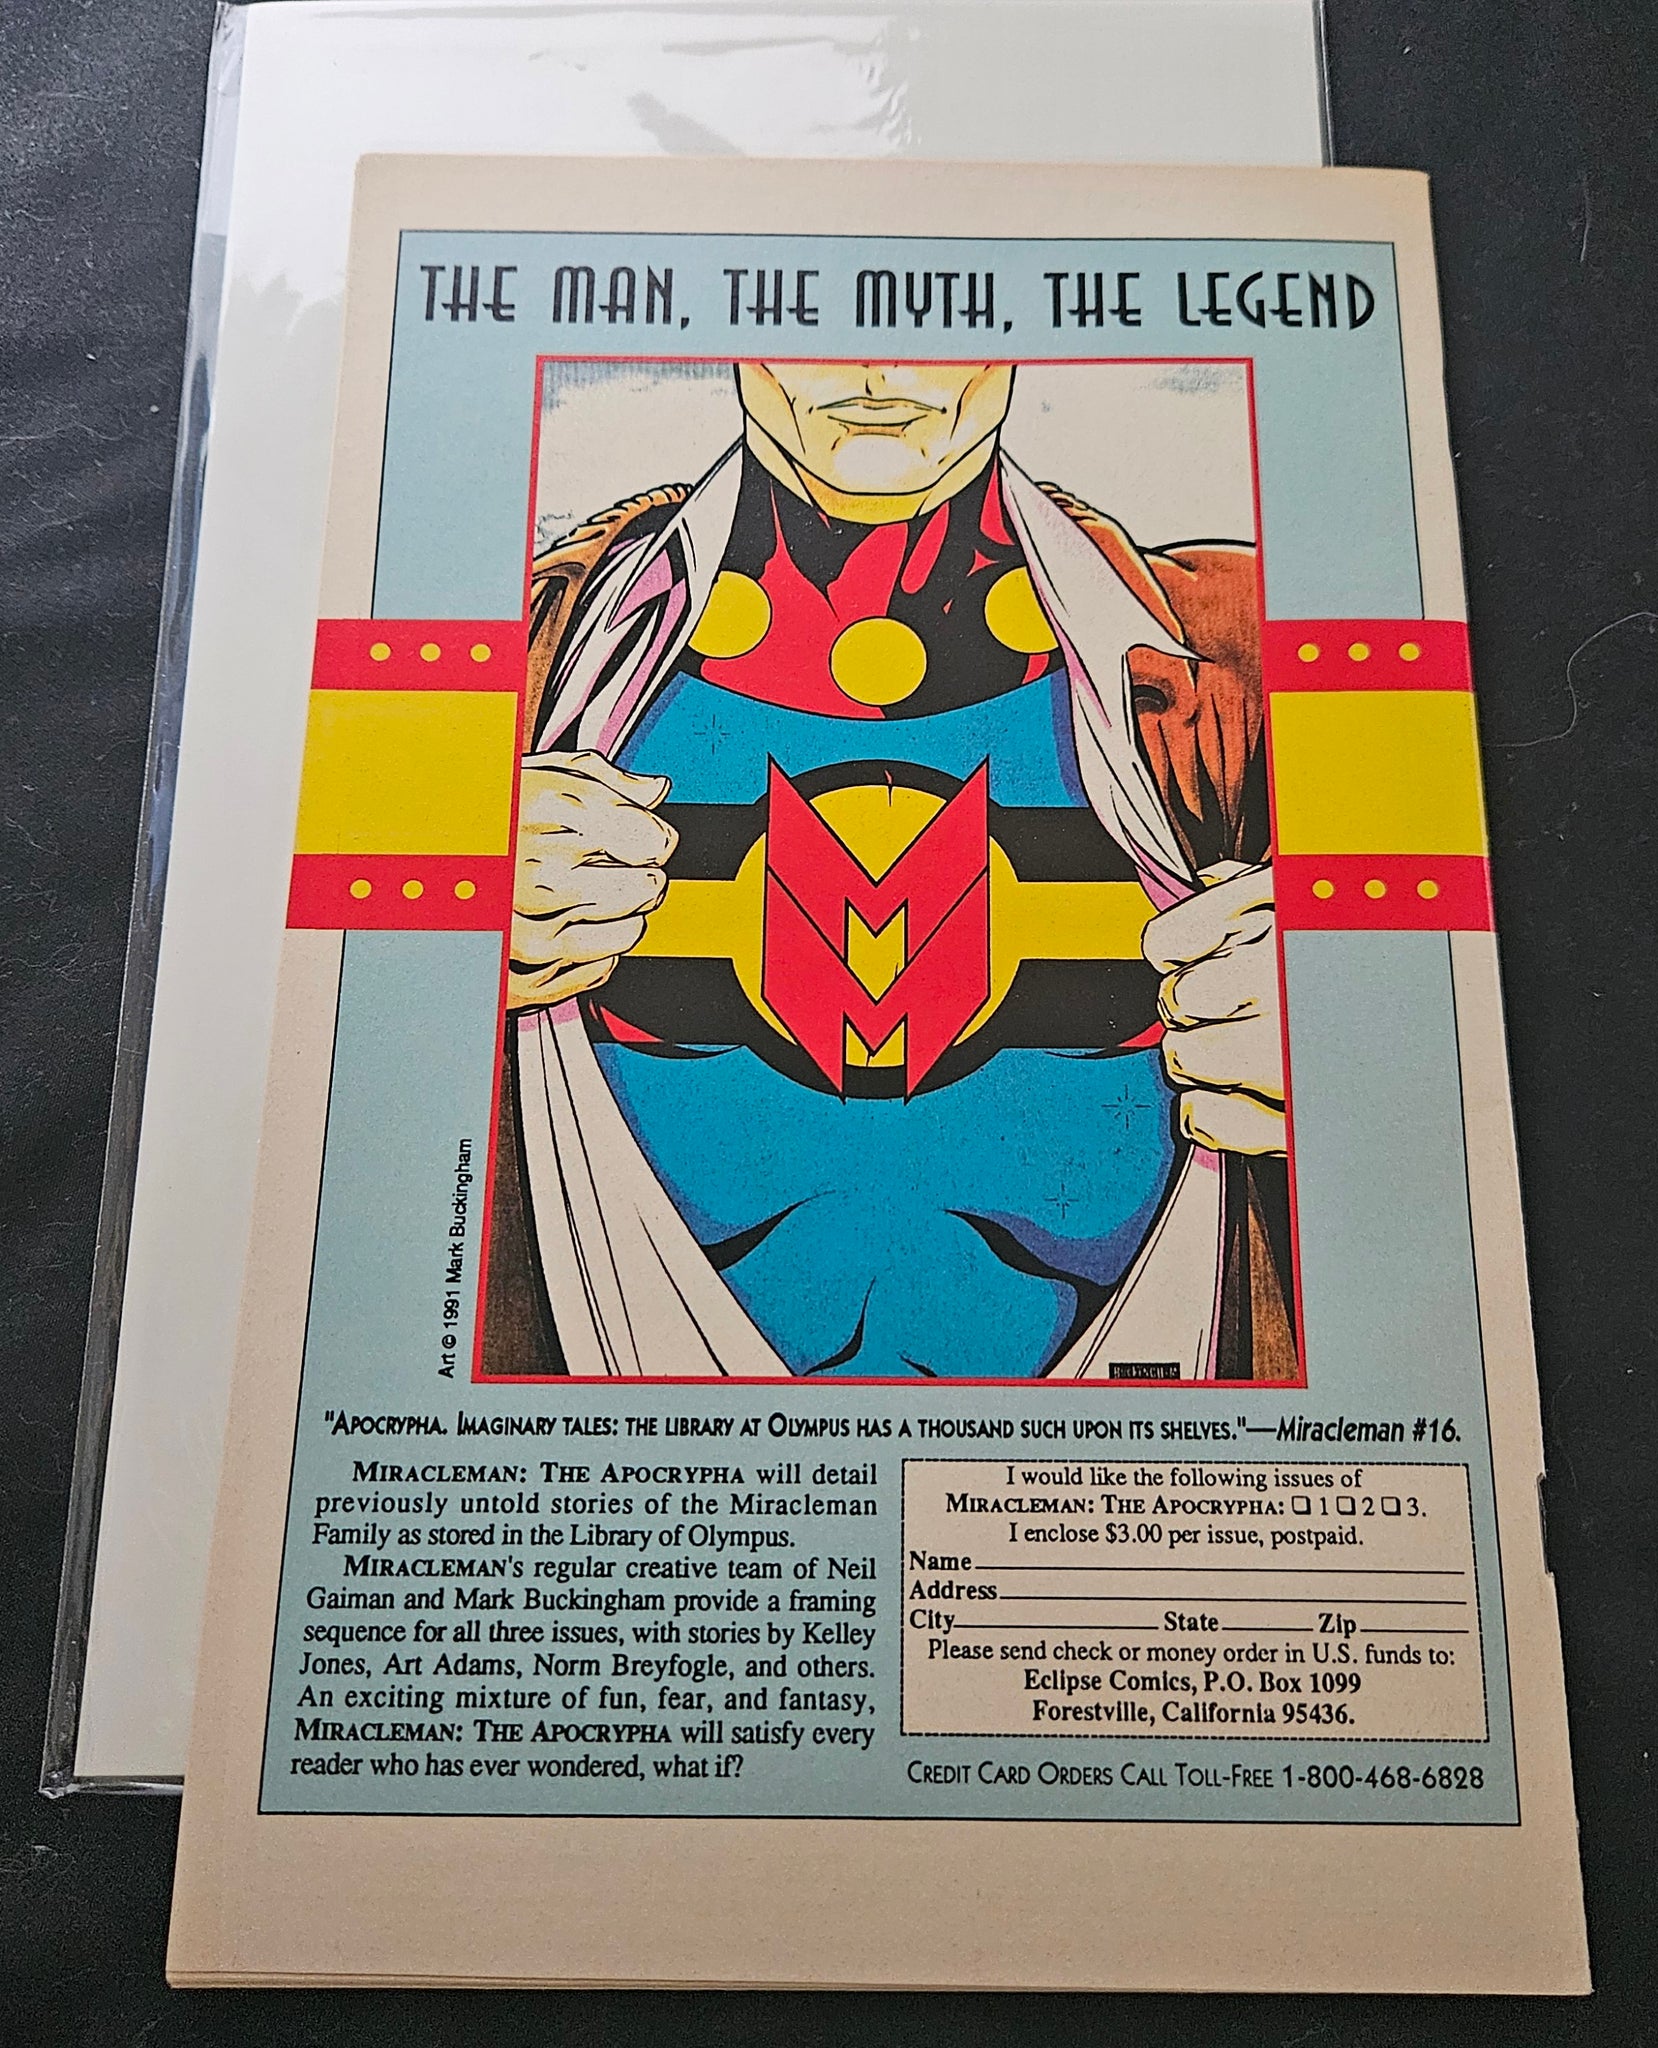 THE MAN, THE MYTH, THE LEGEND
Art © 1991 Mark Buckingham
"APOCRYPHA. IMAGINARY TALES: THE LIBRARY AT OLYMPUS HAS A THOUSAND SUCH UPON ITS SHELVES."—Miracleman #16.
MIRACLEMAN: THE APOCRYPHA will detail
previously untold stories of the Miracleman
Family as stored in the Library of Olympus.
MIRACLEMAN's regular creative team of Neil
Gaiman and Mark Buckingham provide a framing
sequence for all three issues, with stories by Kelley
Jones, Art Adams, Norm Breyfogle, and others.
An exciting mixture of fun, fear, and fantasy,
MIRACLEMAN: THE APOCRYPHA will satisfy every
reader who has ever wondered, what if?
I would like the following issues of
MIRACLEMAN: THE APOCRYPHA: ❏ 1 ❏ 2 ❏ 3.
I enclose $3.00 per issue, postpaid.
Name
Address
City State Zip
Please send check or money order in U.S. funds to:
Eclipse Comics, P.O. Box 1099
Forestville, California 95436.
CREDIT CARD ORDERS CALL TOLL-FREE 1-800-468-6828